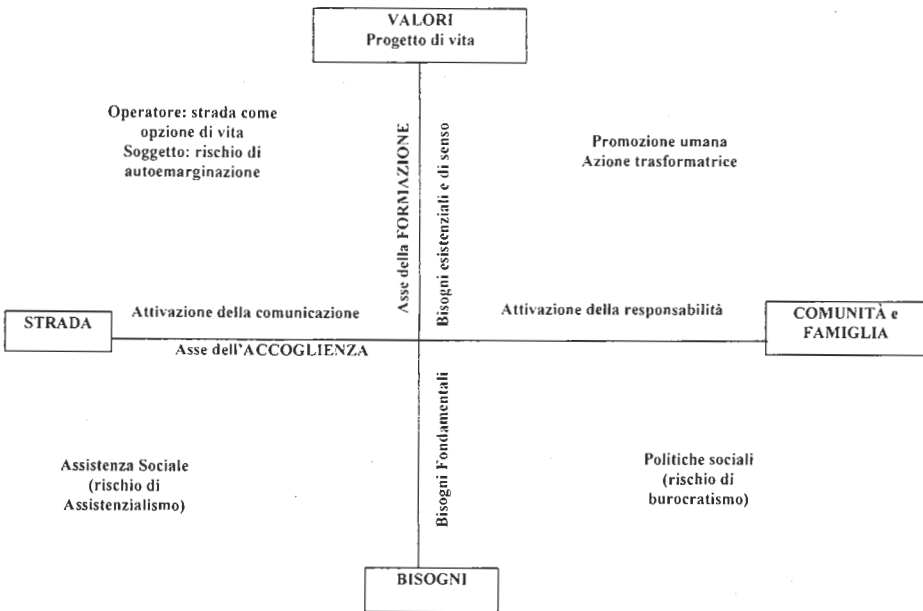 VALORI
Progetto di vita
Operatore: strada come
opzione di vita
Soggetto: rischio di
autoemarginazione
Asse della FORMAZIONE
Bisogni esistenziali e di senso
Promozione umana
Azione trasformatrice
STRADA
Attivazione della comunicazione
Attivazione della responsabilità
COMUNITÀ e
FAMIGLIA
Asse dell'ACCOGLIENZA
Bisogni Fondamentali
Assistenza Sociale
(rischio di
Assistenzialismo)
Politiche sociali
(rischio di
burocratismo)
BISOGNI